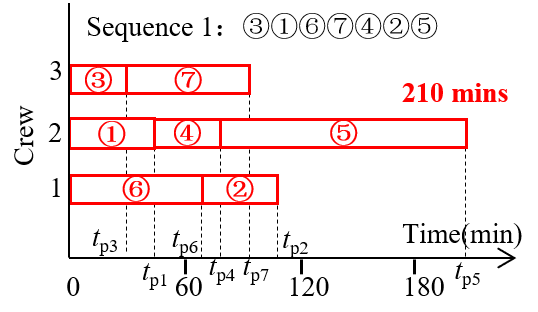 Sequence 1：③①⑥⑦④②⑤
3 ③ ⑦
210 mins
2 ① ④ ⑤
Crew
1 ⑥ ②
tp3 tp6 tp2 Time(min)
tp1 tp4 tp7 tp5
0 60 120 180